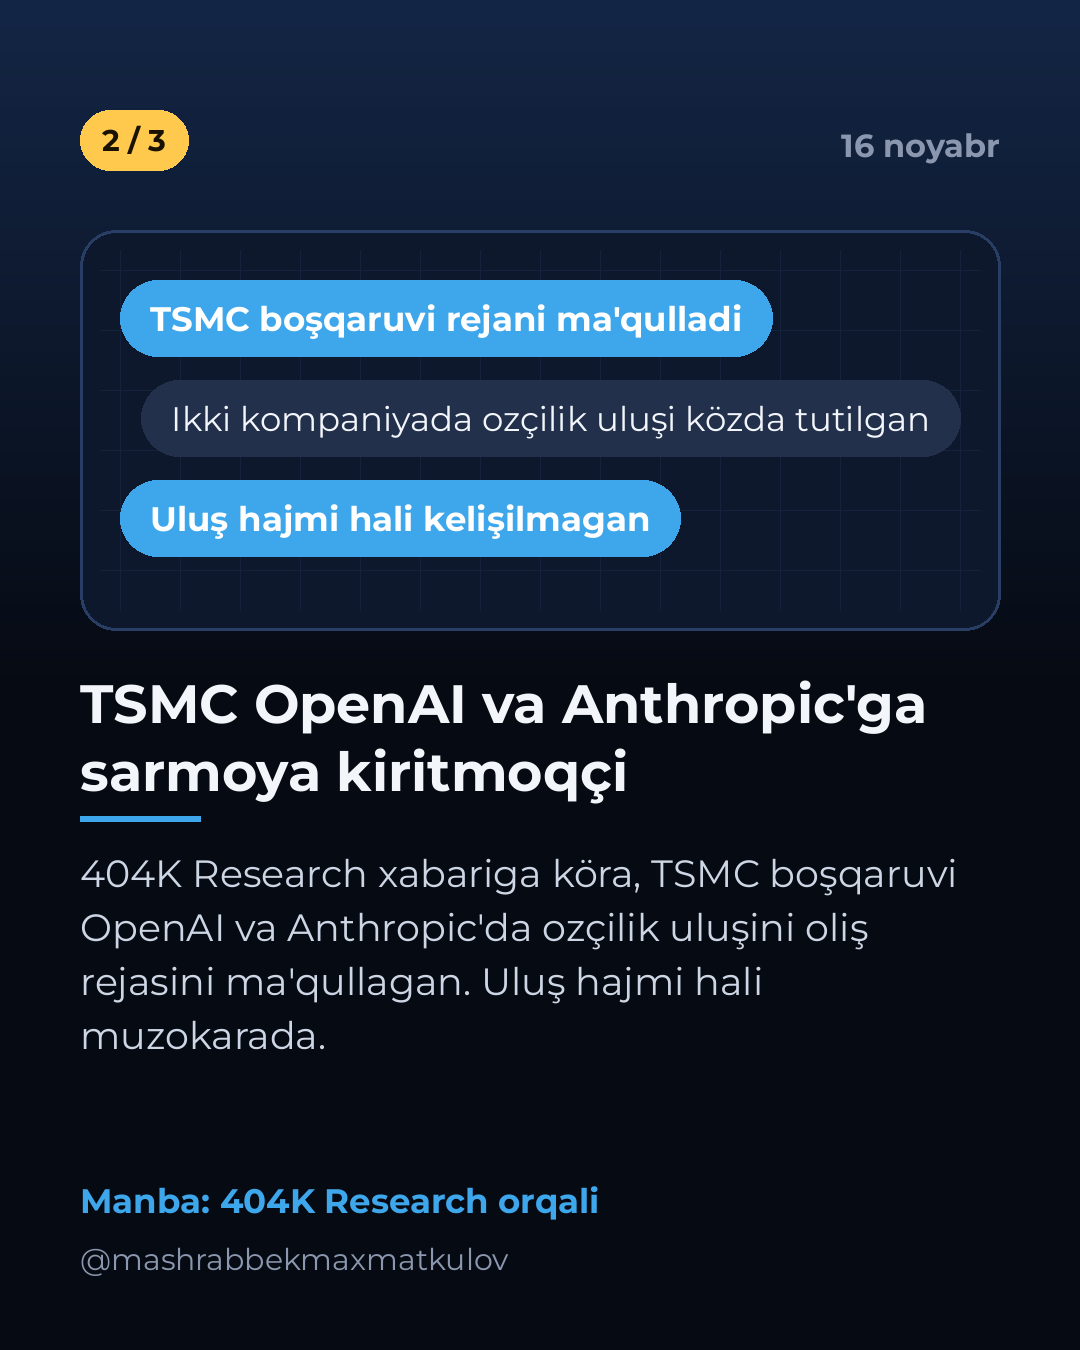 2 / 3
16 noyabr
TSMC boşqaruvi rejani ma'qulladi
Ikki kompaniyada ozçilik uluşi közda tutilgan
Uluş hajmi hali kelişilmagan
TSMC OpenAI va Anthropic'ga
sarmoya kiritmoqçi
404K Research xabariga köra, TSMC boşqaruvi
OpenAI va Anthropic'da ozçilik uluşini oliş
rejasini ma'qullagan. Uluş hajmi hali
muzokarada.
Manba: 404K Research orqali
@mashrabbekmaxmatkulov